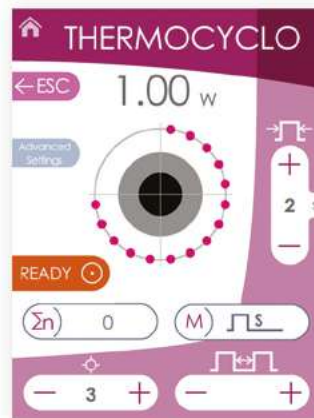 THERMOCYCLO
←ESC
1.00 w
Advanced
Settings
+
2 s
−
READY
Σn) 0
M) s
− 3 +
− +